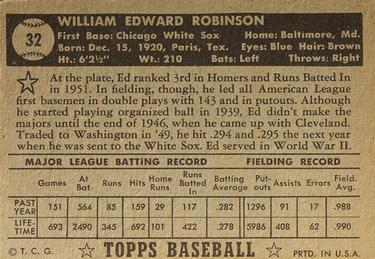 32
WILLIAM EDWARD ROBINSON
First Base: Chicago White Sox Home: Baltimore, Md.
Born: Dec. 15, 1920, Paris, Tex. Eyes: Blue Hair: Brown
Ht.: 6'2½" Wt.: 210 Bats: Left Throws: Right
At the plate, Ed ranked 3rd in Homers and Runs Batted In
in 1951. In fielding, though, he led all American League
first basemen in double plays with 143 and in putouts. Although
he started playing organized ball in 1939, Ed didn't make the
majors until the end of 1946, when he came up with Cleveland.
Traded to Washington in '49, he hit .294 and .295 the next year
when he was sent to the White Sox. Ed served in World War II.
MAJOR LEAGUE BATTING RECORD FIELDING RECORD
Games At Bat Runs Hits Home Runs Runs Batted In Batting Average Put-outs Assists Errors Field. Avg.
PAST YEAR 151 564 85 159 29 117 .282 1296 91 17 .988
LIFE-TIME 693 2490 345 692 101 422 .278 5986 408 62 .990
© T. C. G. TOPPS BASEBALL PRTD. IN U.S.A.